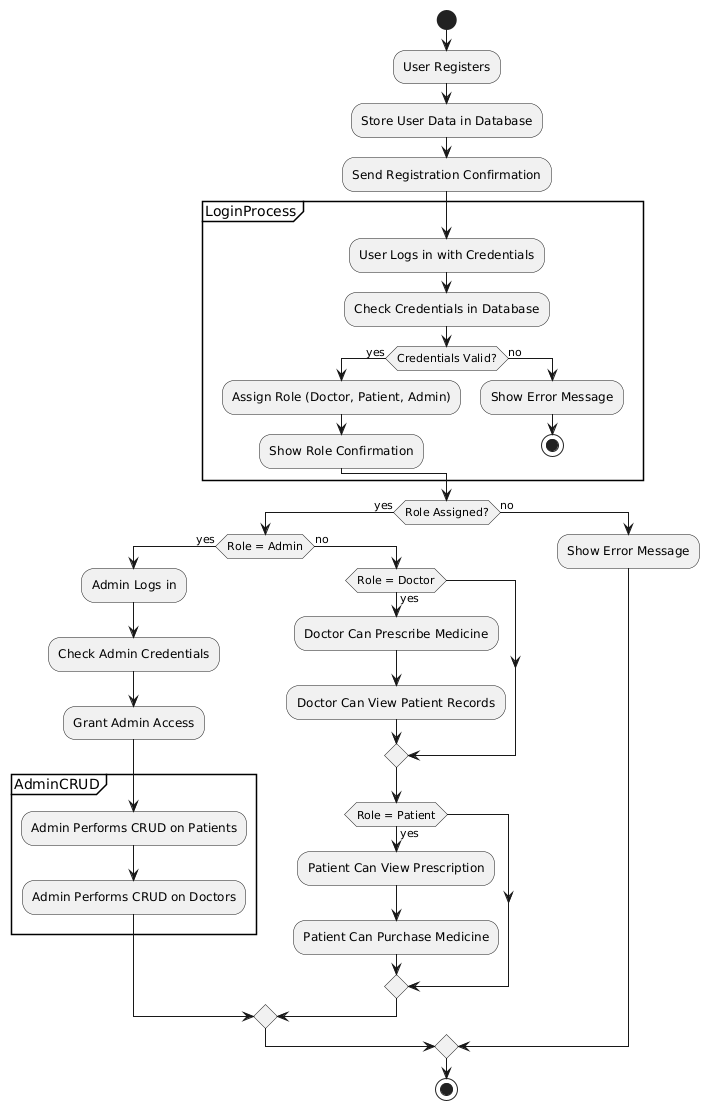 User Registers
Store User Data in Database
Send Registration Confirmation
LoginProcess
User Logs in with Credentials
Check Credentials in Database
yes
Credentials Valid?
no
Assign Role (Doctor, Patient, Admin)
Show Error Message
Show Role Confirmation
yes
Role Assigned?
no
yes
Role = Admin
no
Show Error Message
Admin Logs in
Role = Doctor
yes
Doctor Can Prescribe Medicine
Check Admin Credentials
Doctor Can View Patient Records
Grant Admin Access
AdminCRUD
Role = Patient
yes
Admin Performs CRUD on Patients
Patient Can View Prescription
Admin Performs CRUD on Doctors
Patient Can Purchase Medicine